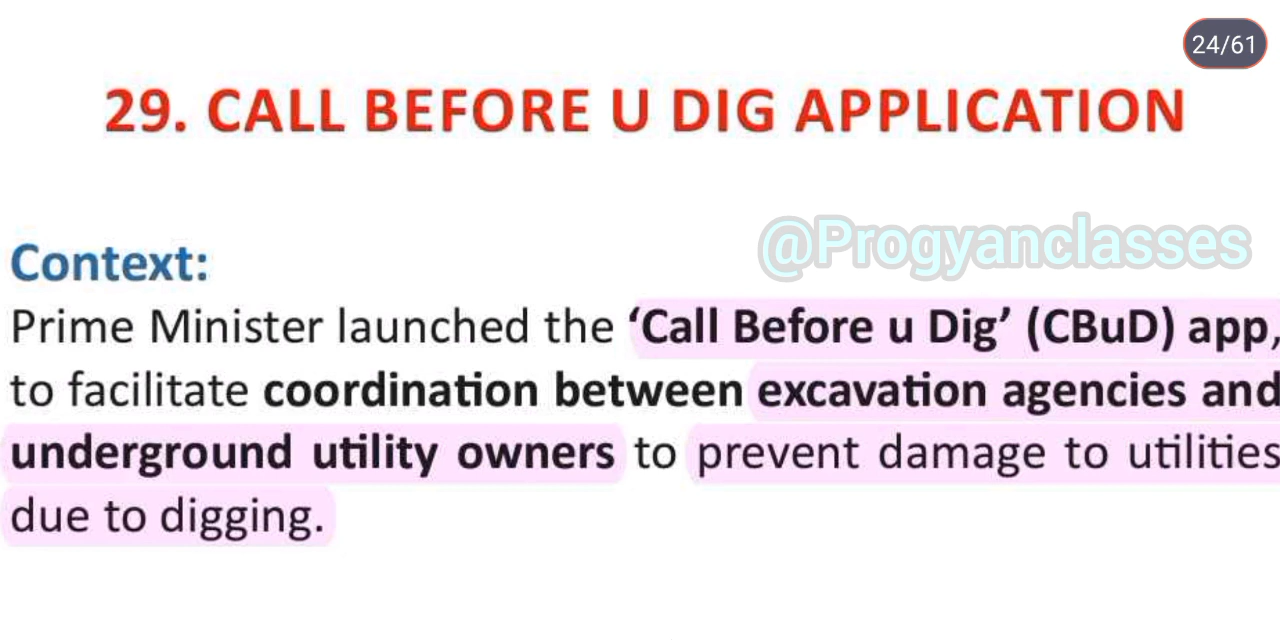 24/61
29. CALL BEFORE U DIG APPLICATION
@Progyanclasses
Context:
Prime Minister launched the ‘Call Before u Dig’ (CBuD) app,
to facilitate coordination between excavation agencies and
underground utility owners to prevent damage to utilities
due to digging.